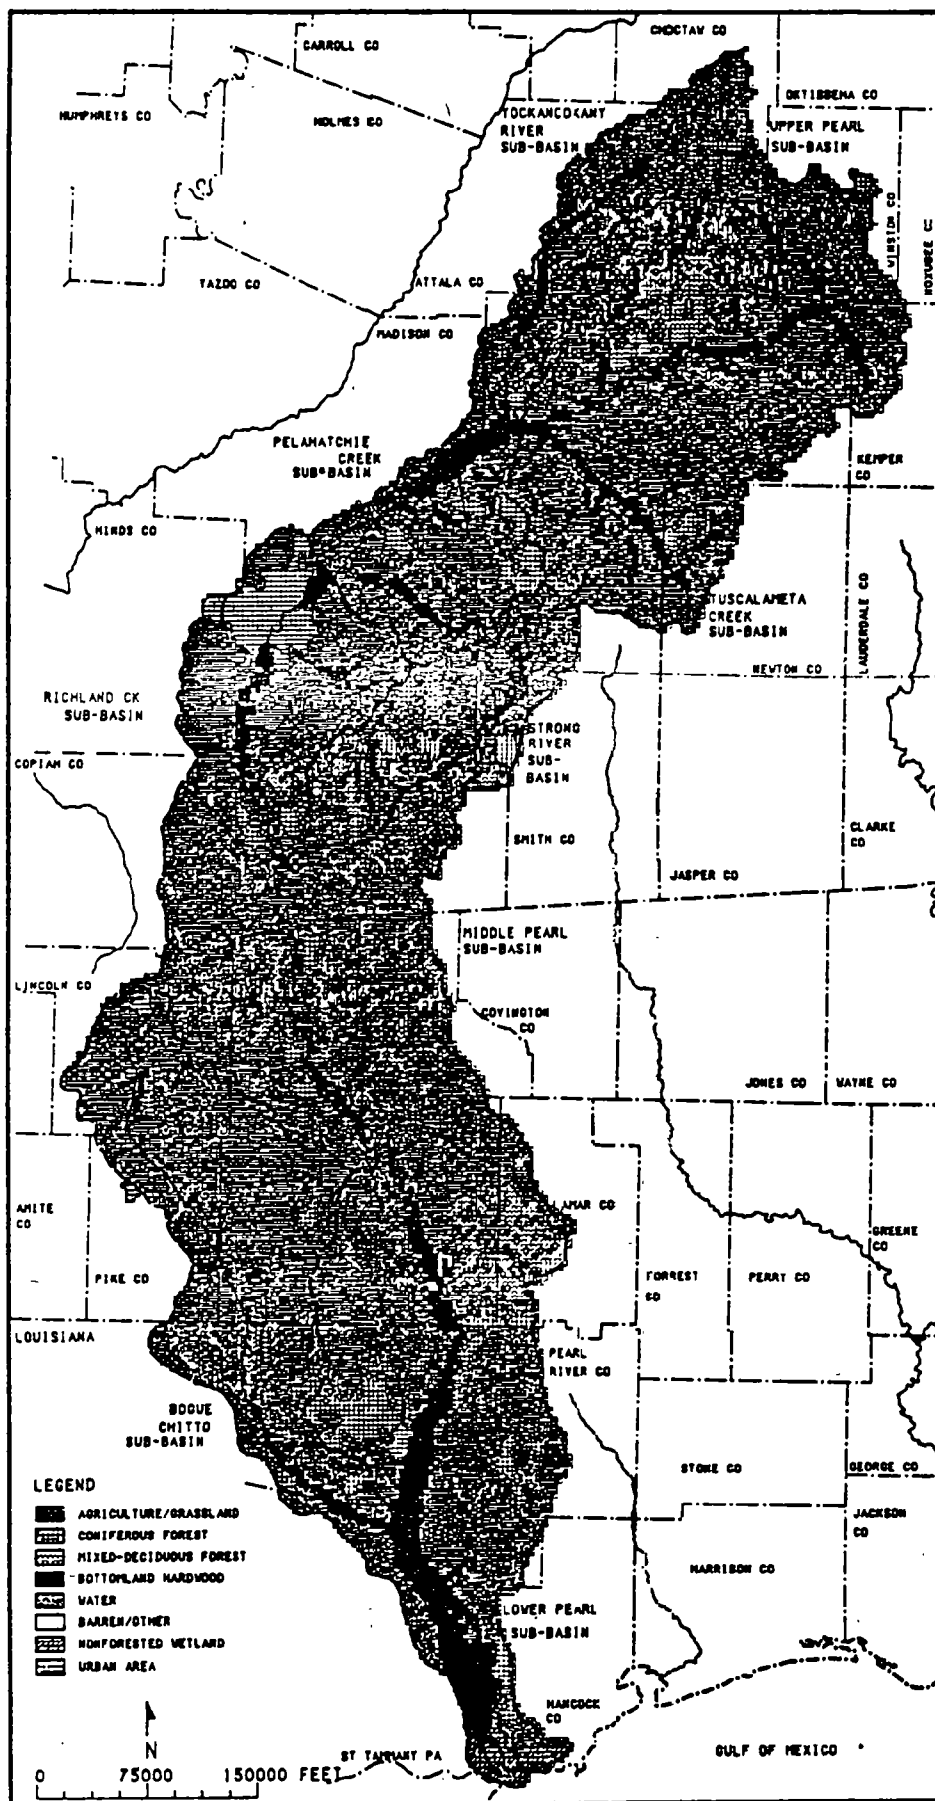 CARROLL CO
CHOCTAW CO
OKTIBBEHA CO
HUMPHREYS CO
HOLMES CO
TOCKANCOKANY
RIVER
SUB-BASIN
UPPER PEARL
SUB-BASIN
WINSTON CO
NOXUBEE C
YAZOO CO
ATTALA CO
MADISON CO
PELAHATCHIE
CREEK
SUB-BASIN
KEMPER
CO
HINDS CO
TUSCALAMETA
CREEK
SUB-BASIN
LAUDERDALE CO
NEWTON CO
RICHLAND CK
SUB-BASIN
STRONG
RIVER
SUB-
BASIN
COPIAH CO
SMITH CO
CLARKE
CO
JASPER CO
MIDDLE PEARL
SUB-BASIN
LINCOLN CO
COVINGTON
CO
JONES CO
WAYNE CO
AMITE
CO
AMAR CO
GREENE
CO
PIKE CO
FORREST
CO
PERRY CO
LOUISIANA
PEARL
RIVER CO
BOGUE
CHITTO
SUB-BASIN
STONE CO
GEORGE CO
LEGEND
AGRICULTURE/GRASSLAND
CONIFEROUS FOREST
MIXED-DECIDUOUS FOREST
BOTTOMLAND HARDWOOD
WATER
BARREN/OTHER
NONFORESTED WETLAND
URBAN AREA
JACKSON
CO
HARRISON CO
LOWER PEARL
SUB-BASIN
HANCOCK
CO
N
ST TAMMANY PA
GULF OF MEXICO
0 75000 150000 FEET